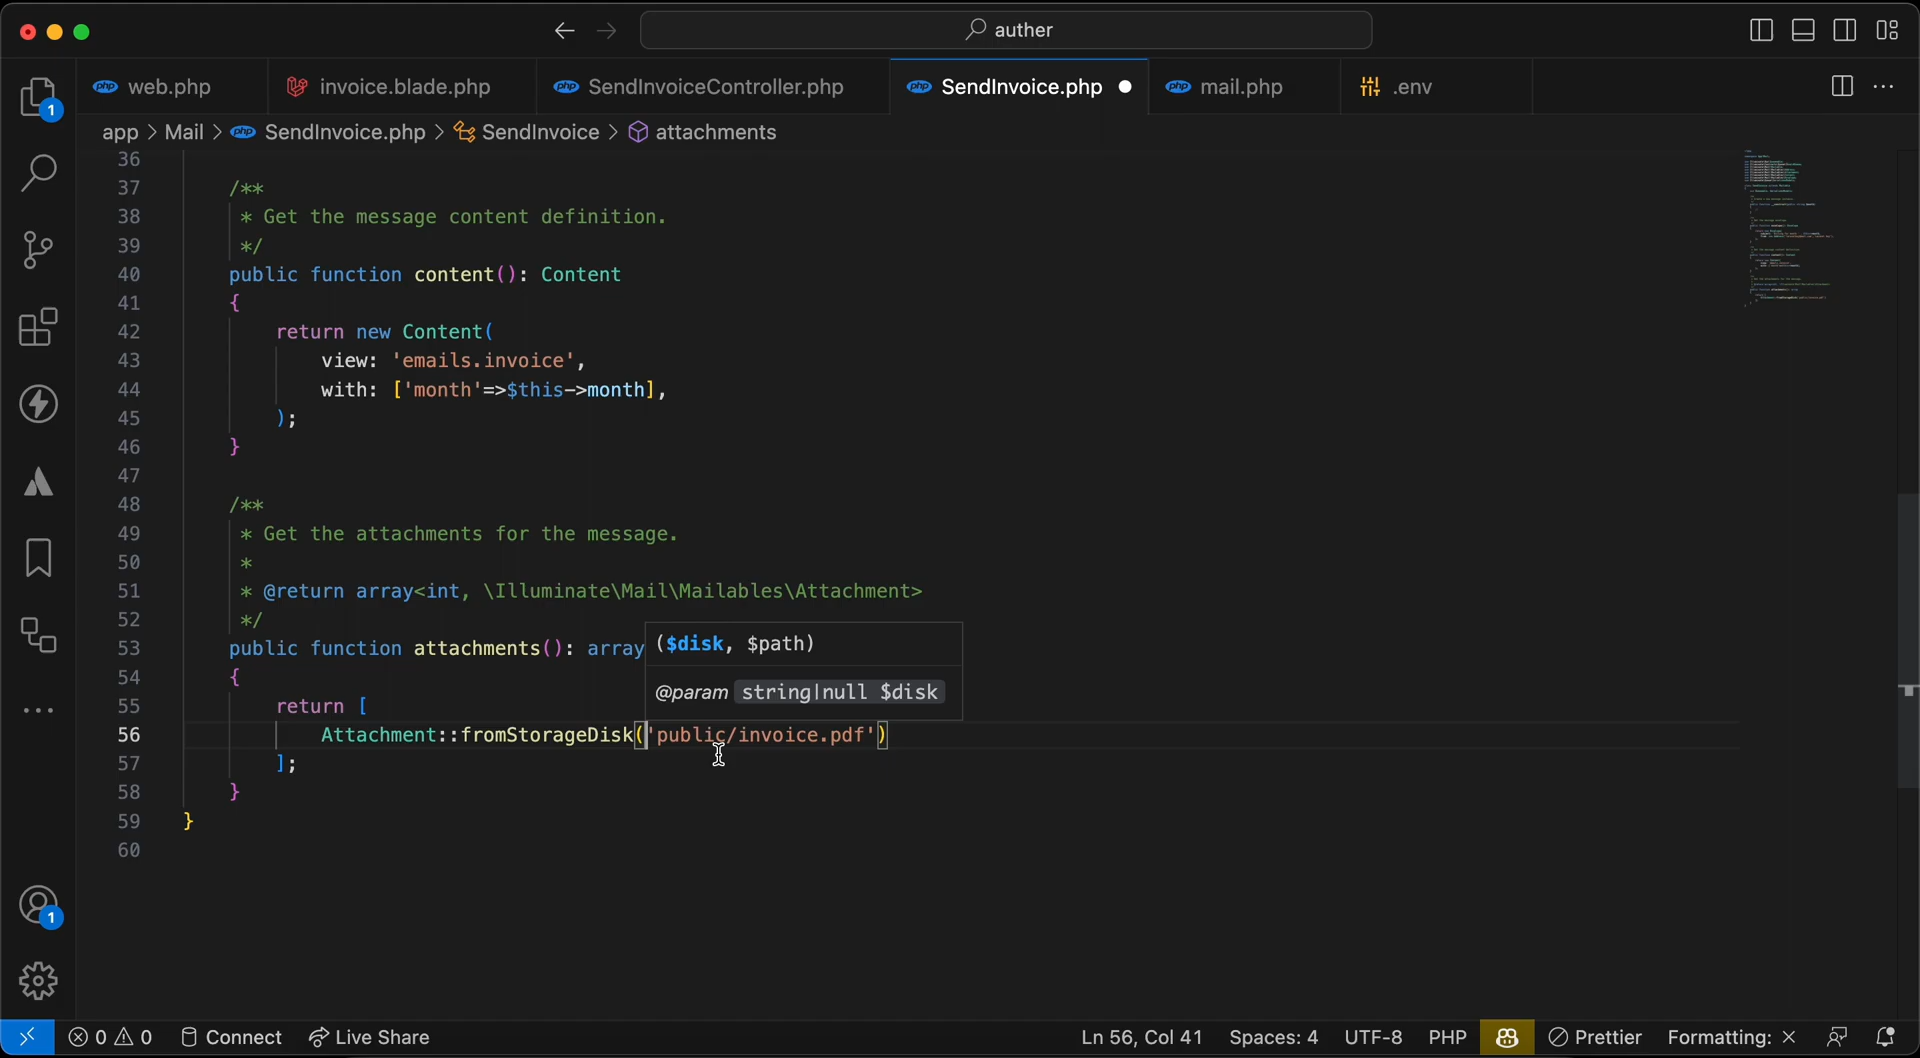 auther
web.php
invoice.blade.php
SendInvoiceController.php
SendInvoice.php
mail.php
.env
app > Mail > php SendInvoice.php > SendInvoice > attachments
36
37 /**
38 * Get the message content definition.
39 */
40 public function content(): Content
41 {
42 return new Content(
43 view: 'emails.invoice',
44 with: ['month'=>$this->month],
45 );
46 }
47
48 /**
49 * Get the attachments for the message.
50 *
51 * @return array<int, \Illuminate\Mail\Mailables\Attachment>
52 */
53 public function attachments(): array
($disk, $path)
@param string|null $disk
54 {
55 return [
56 Attachment::fromStorageDisk('public/invoice.pdf')
57 ];
58 }
59 }
60
1
1
0 0 Connect Live Share Ln 56, Col 41 Spaces: 4 UTF-8 PHP Prettier Formatting: ×